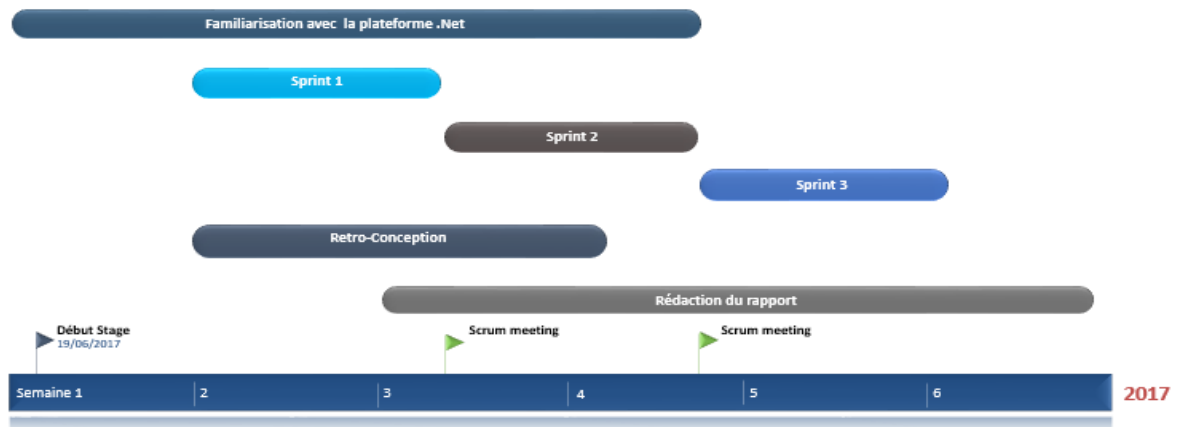 Familiarisation avec la plateforme .Net
Sprint 1
Sprint 2
Sprint 3
Retro-Conception
Rédaction du rapport
Début Stage
19/06/2017
Scrum meeting
Scrum meeting
Semaine 1
2
3
4
5
6
2017